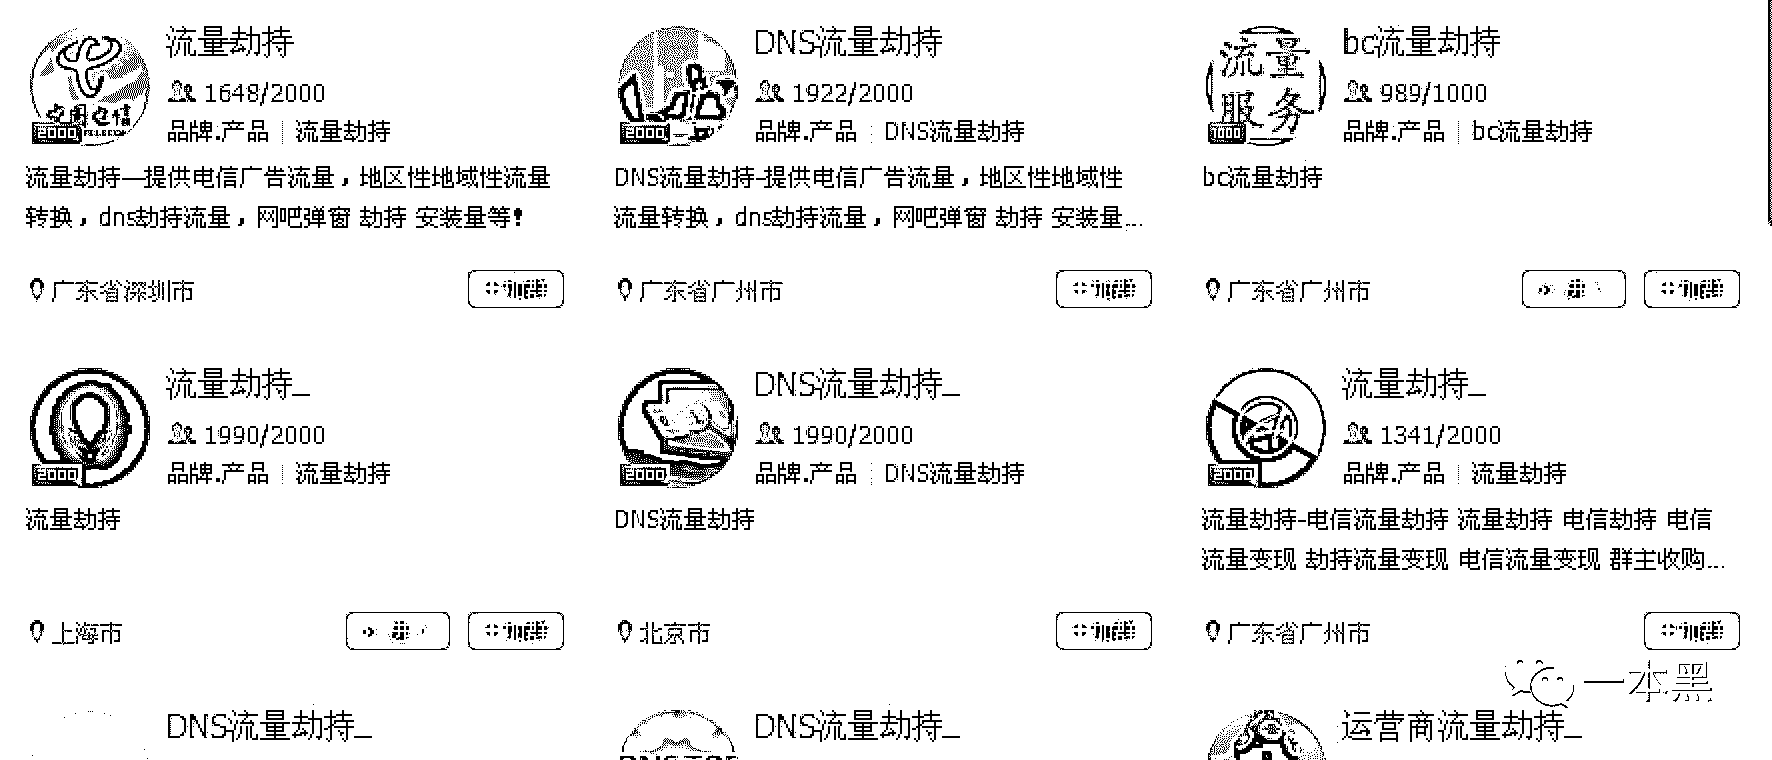 流量劫持
1648/2000
品牌.产品 | 流量劫持
流量劫持—提供电信广告流量，地区性地域性流量
转换，dns劫持流量，网吧弹窗 劫持 安装量等！
广东省深圳市
中国电信
2000
DNS流量劫持
1922/2000
品牌.产品 | DNS流量劫持
DNS流量劫持-提供电信广告流量，地区性地域性
流量转换，dns劫持流量，网吧弹窗 劫持 安装量...
广东省广州市
2000
bc流量劫持
989/1000
品牌.产品 | bc流量劫持
bc流量劫持
广东省广州市
流量
服务
1000
流量劫持_
1990/2000
品牌.产品 | 流量劫持
流量劫持
上海市
2000
DNS流量劫持_
1990/2000
品牌.产品 | DNS流量劫持
DNS流量劫持
北京市
2000
流量劫持_
1341/2000
品牌.产品 | 流量劫持
流量劫持-电信流量劫持 流量劫持 电信劫持 电信
流量变现 劫持流量变现 电信流量变现 群主收购...
广东省广州市
2000
一本黑
DNS流量劫持_
DNS流量劫持_
运营商流量劫持_